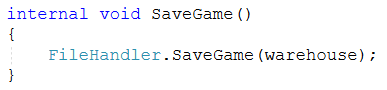 internal void SaveGame()
{
    FileHandler.SaveGame(warehouse);
}